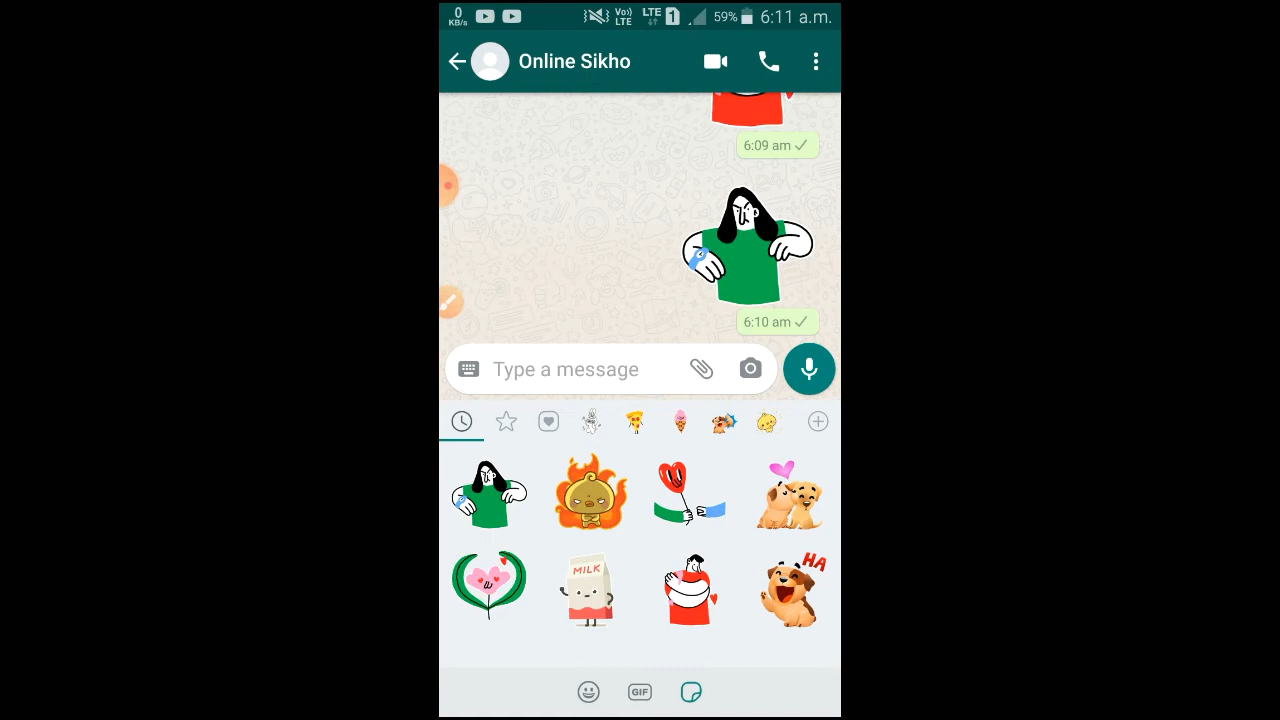 0
KB/s
Vo))
LTE
LTE
1
59%
6:11 a.m.
Online Sikho
6:09 am
6:10 am
Type a message
MILK
HA
GIF